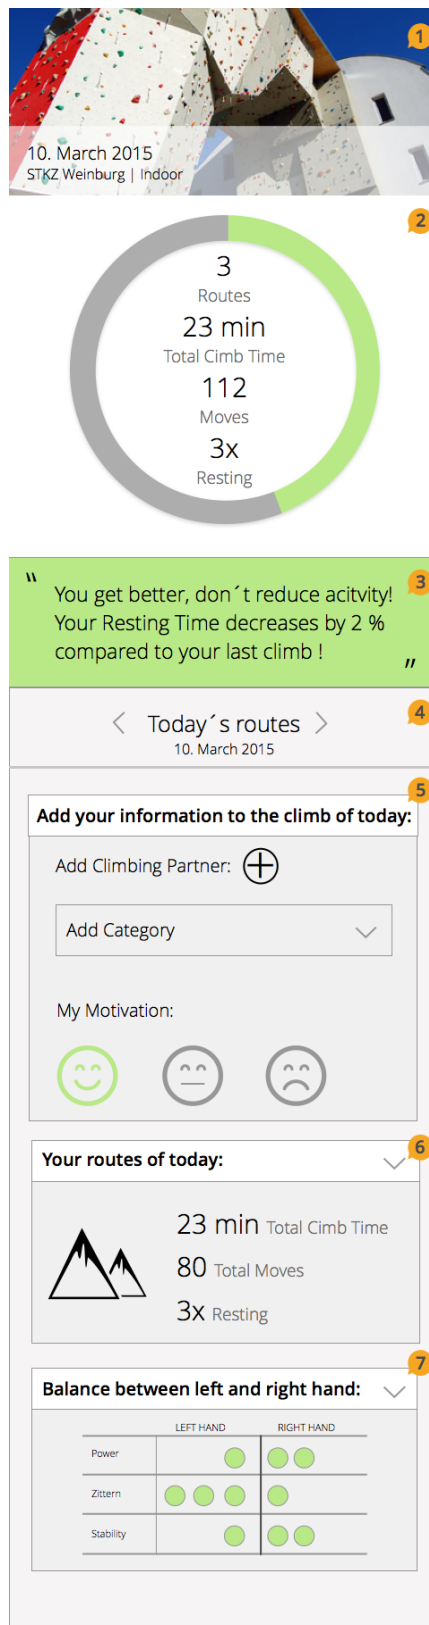 1
10. March 2015
STKZ Weinburg | Indoor
2
3
Routes
23 min
Total Cimb Time
112
Moves
3x
Resting
3
“
You get better, don´t reduce acitvity!
Your Resting Time decreases by 2 %
compared to your last climb !
”
4
Today´s routes
10. March 2015
5
Add your information to the climb of today:
Add Climbing Partner:
Add Category
My Motivation:
6
Your routes of today:
23 min Total Cimb Time
80 Total Moves
3x Resting
7
Balance between left and right hand:
LEFT HAND RIGHT HAND
Power
Zittern
Stability